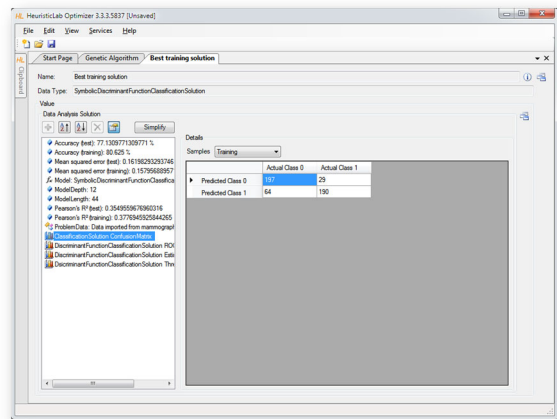 HL HeuristicLab Optimizer 3.3.3.5837 [Unsaved]
File Edit View Services Help
Start Page Genetic Algorithm Best training solution
HL Clipboard
Name: Best training solution
Data Type: SymbolicDiscriminantFunctionClassificationSolution
Value
Data Analysis Solution
Simplify
Details
Samples Training
Accuracy (test): 77.1309771309771 %
Accuracy (training): 80.625 %
Mean squared error (test): 0.16198293293746
Mean squared error (training): 0.15795688957
Model: SymbolicDiscriminantFunctionClassifica
ModelDepth: 12
ModelLength: 44
Pearson's R² (test): 0.3549559676960316
Pearson's R² (training): 0.3776945925844265
ProblemData: Data imported from mammograph
ClassificationSolution ConfusionMatrix
DiscriminantFunctionClassificationSolution ROC
DiscriminantFunctionClassificationSolution Esti
DiscriminantFunctionClassificationSolution Thre
Actual Class 0 Actual Class 1
Predicted Class 0 197 29
Predicted Class 1 64 190